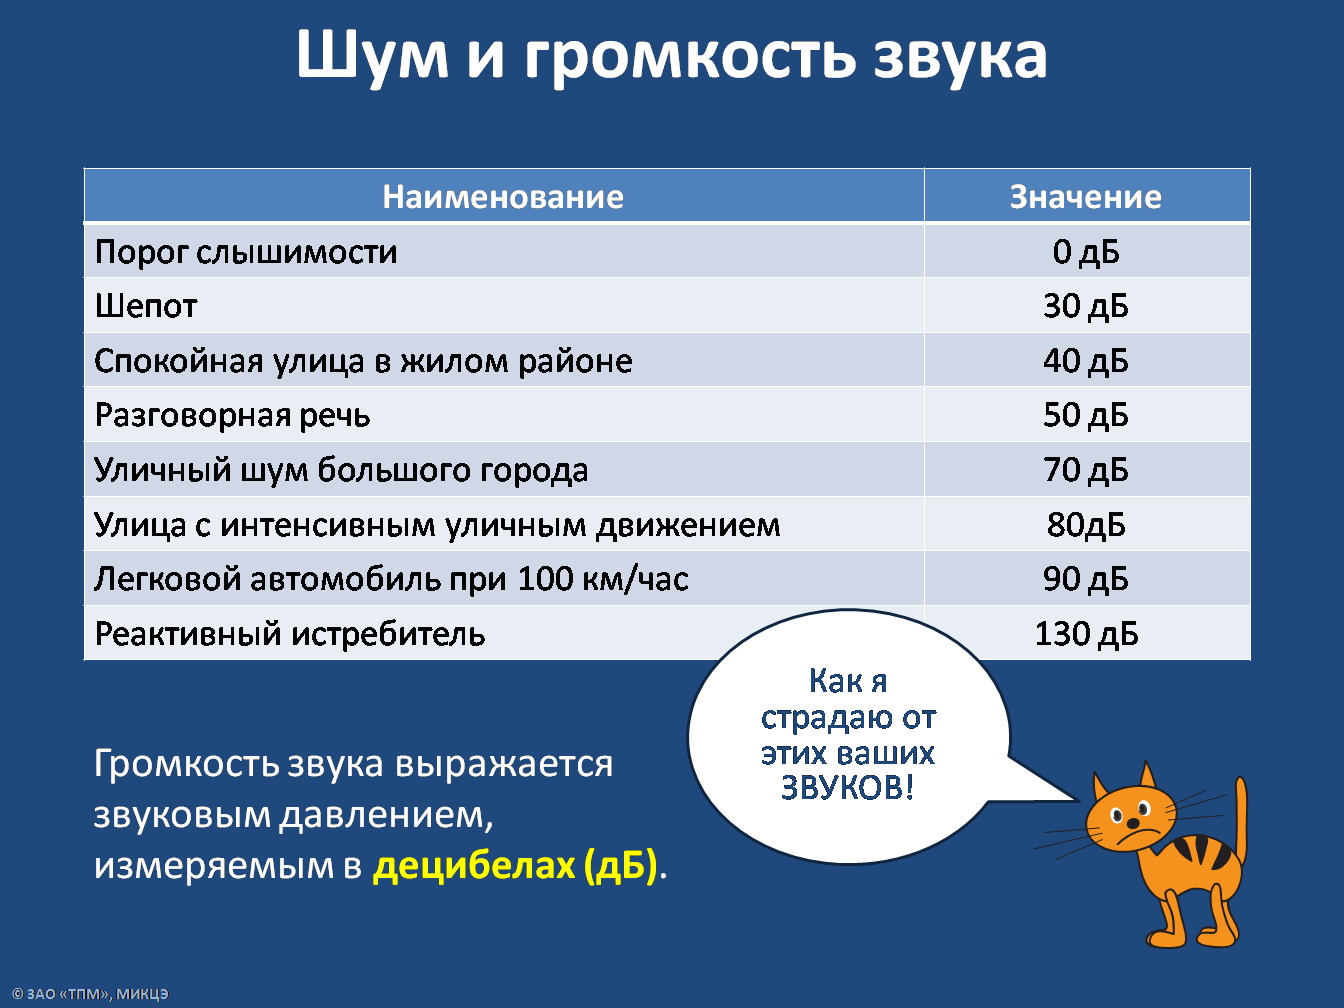 Шум и громкость звука
Наименование Значение
Порог слышимости 0 дБ
Шепот 30 дБ
Спокойная улица в жилом районе 40 дБ
Разговорная речь 50 дБ
Уличный шум большого города 70 дБ
Улица с интенсивным уличным движением 80дБ
Легковой автомобиль при 100 км/час 90 дБ
Реактивный истребитель 130 дБ
Как я
страдаю от
этих ваших
ЗВУКОВ!
Громкость звука выражается
звуковым давлением,
измеряемым в децибелах (дБ).
© ЗАО «ТПМ», МИКЦЭ